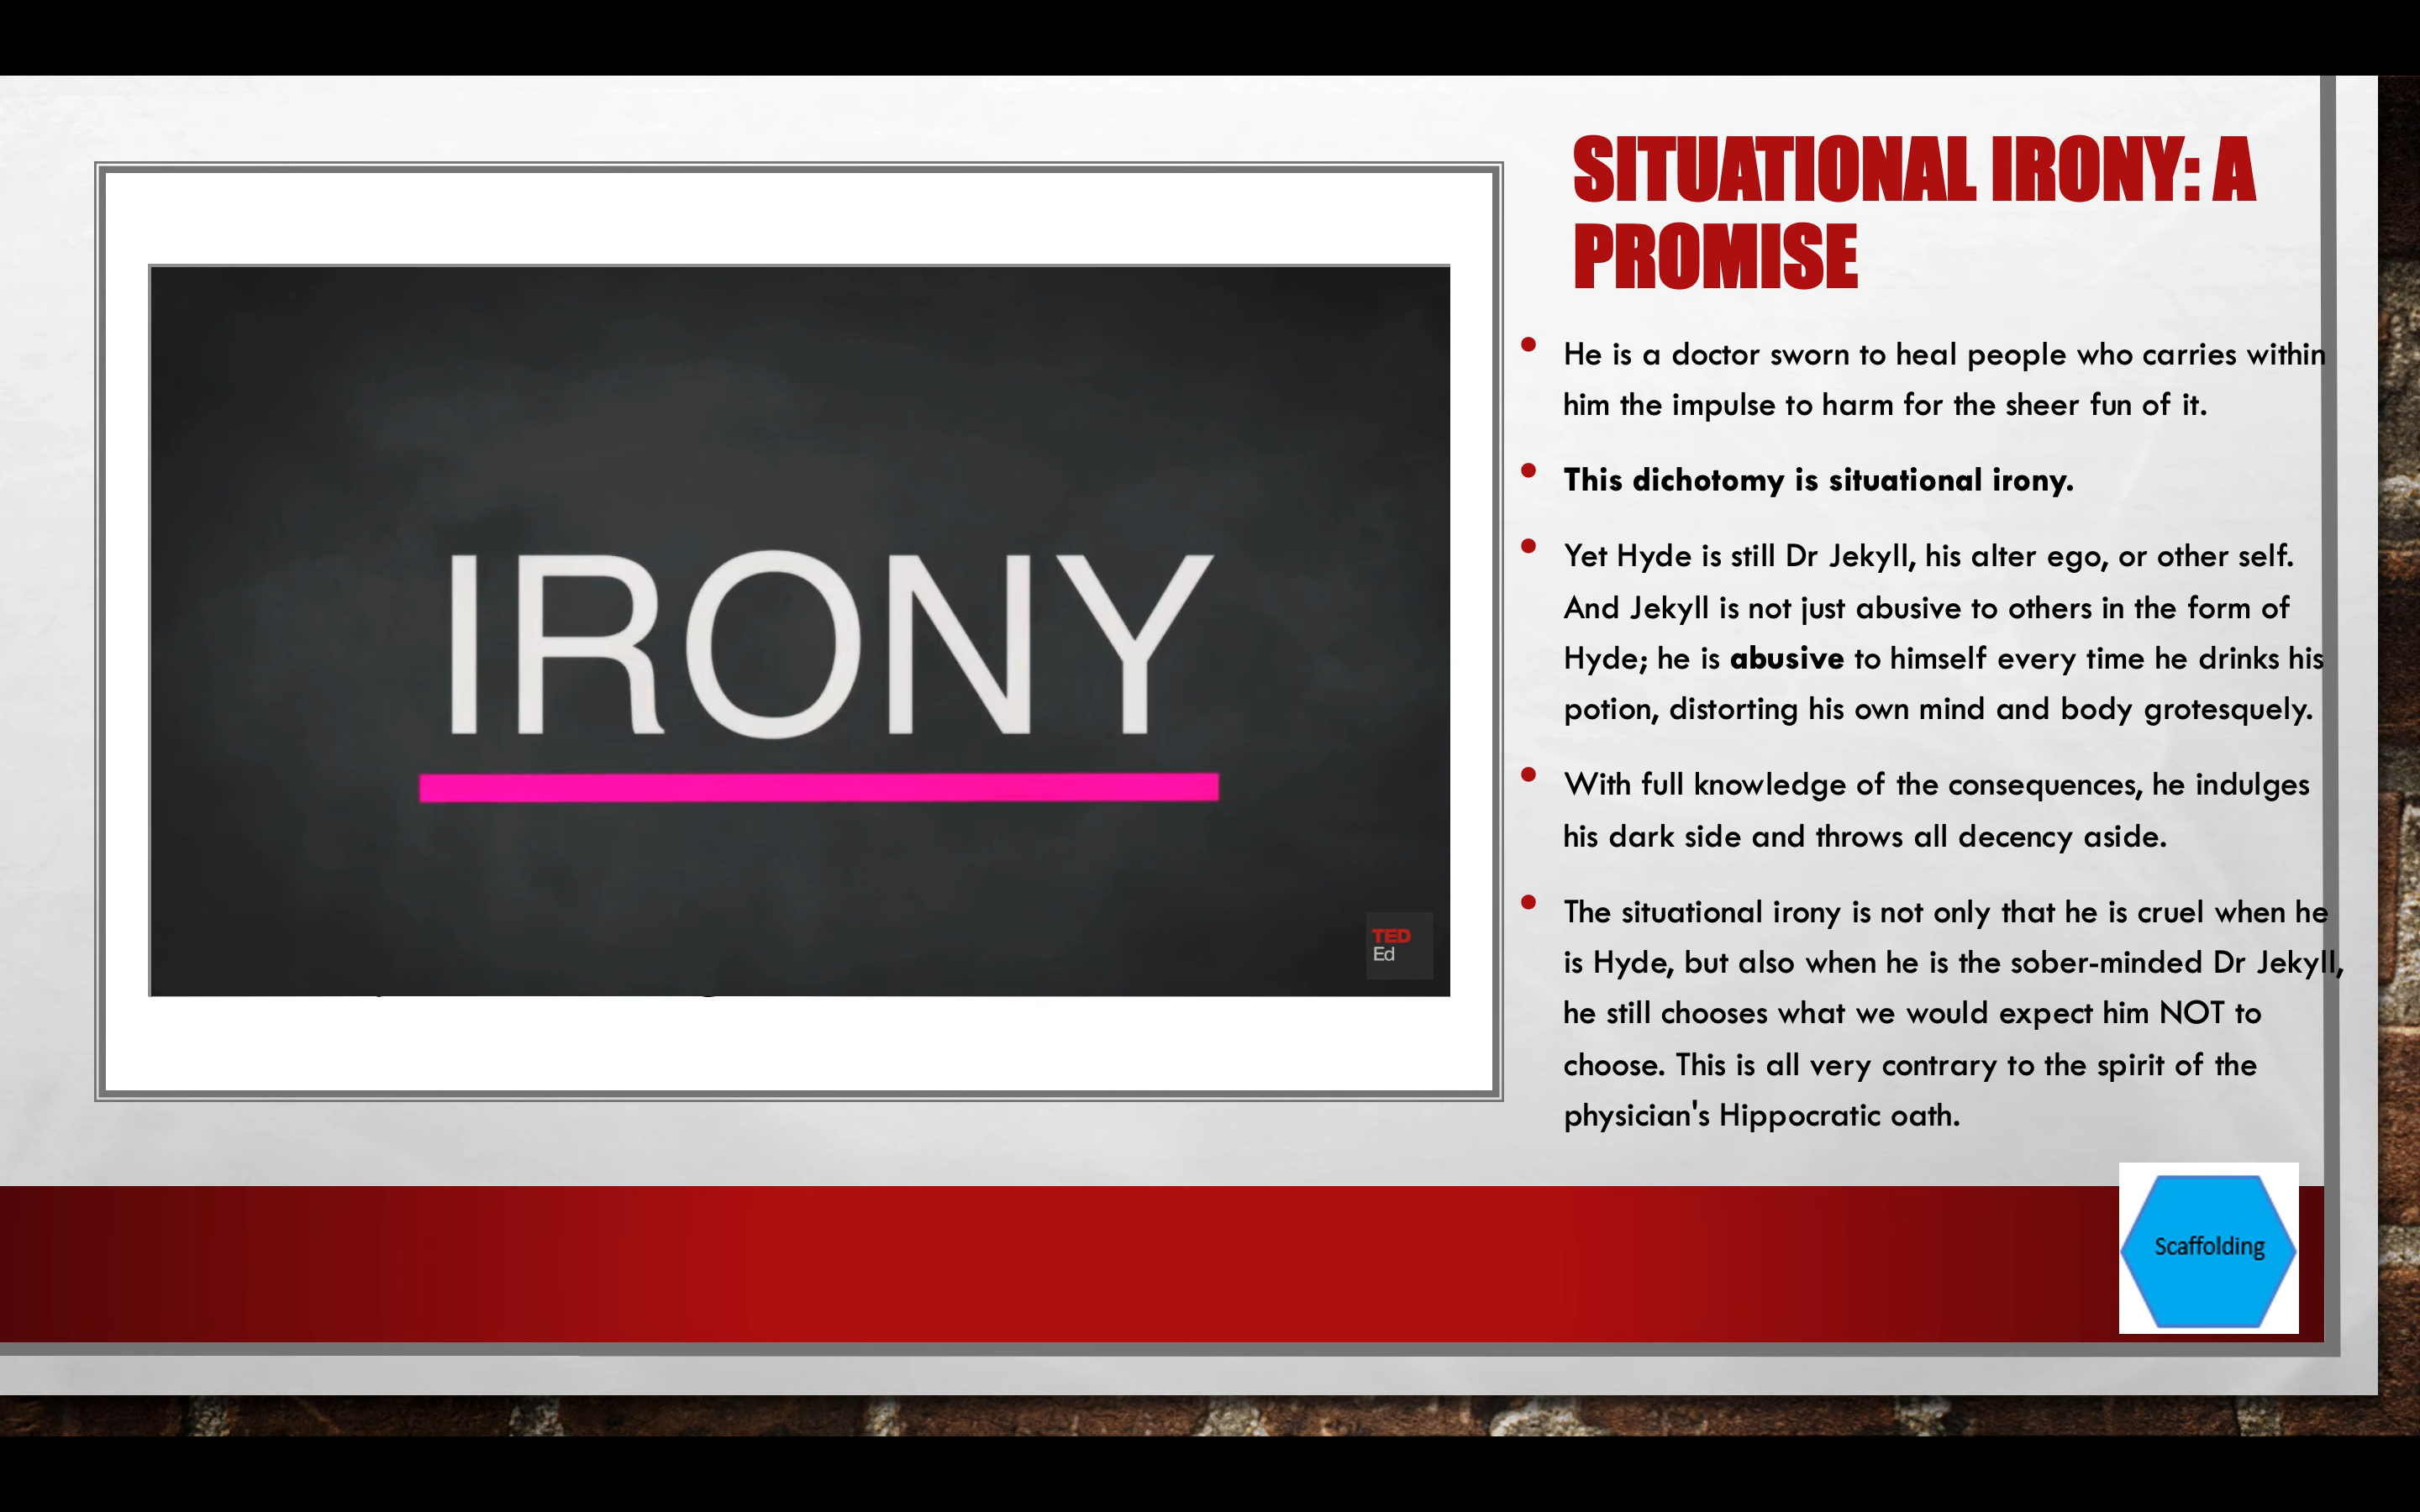 SITUATIONAL IRONY: A
PROMISE
IRONY
TED
Ed
He is a doctor sworn to heal people who carries within
him the impulse to harm for the sheer fun of it.
This dichotomy is situational irony.
Yet Hyde is still Dr Jekyll, his alter ego, or other self.
And Jekyll is not just abusive to others in the form of
Hyde; he is abusive to himself every time he drinks his
potion, distorting his own mind and body grotesquely.
With full knowledge of the consequences, he indulges
his dark side and throws all decency aside.
The situational irony is not only that he is cruel when he
is Hyde, but also when he is the sober-minded Dr Jekyll,
he still chooses what we would expect him NOT to
choose. This is all very contrary to the spirit of the
physician's Hippocratic oath.
Scaffolding